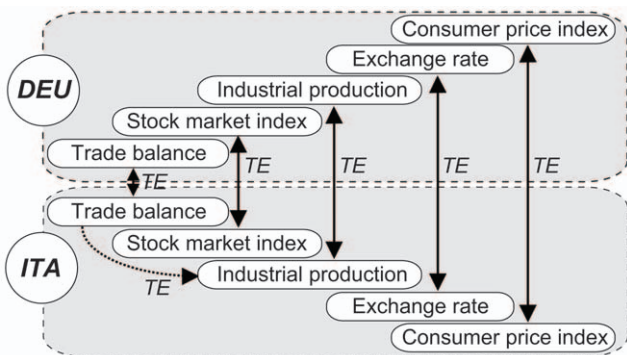 Consumer price index
Exchange rate
DEU
Industrial production
Stock market index
Trade balance
TE
TE
TE
TE
TE
Trade balance
Stock market index
ITA
Industrial production
TE
Exchange rate
Consumer price index